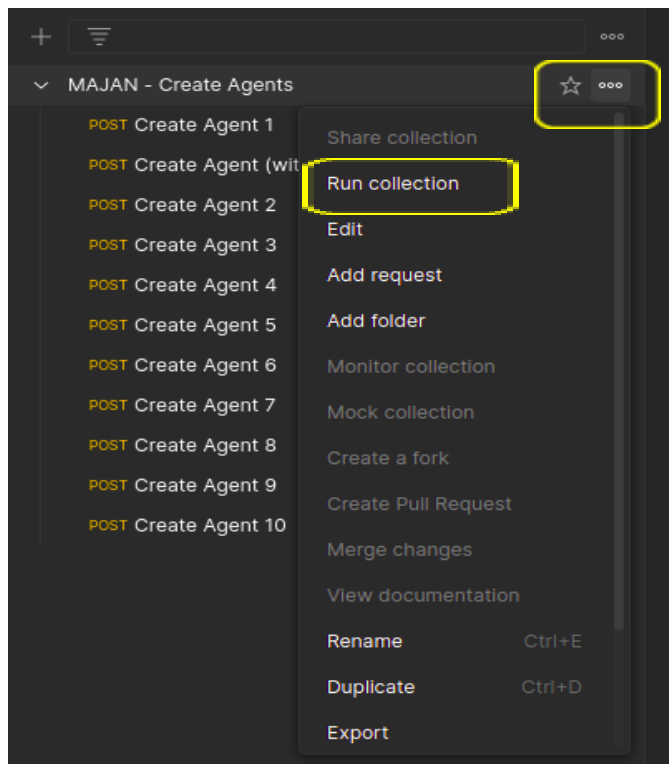 MAJAN - Create Agents
POST Create Agent 1
POST Create Agent (wit
POST Create Agent 2
POST Create Agent 3
POST Create Agent 4
POST Create Agent 5
POST Create Agent 6
POST Create Agent 7
POST Create Agent 8
POST Create Agent 9
POST Create Agent 10
Share collection
Run collection
Edit
Add request
Add folder
Monitor collection
Mock collection
Create a fork
Create Pull Request
Merge changes
View documentation
Rename Ctrl+E
Duplicate Ctrl+D
Export